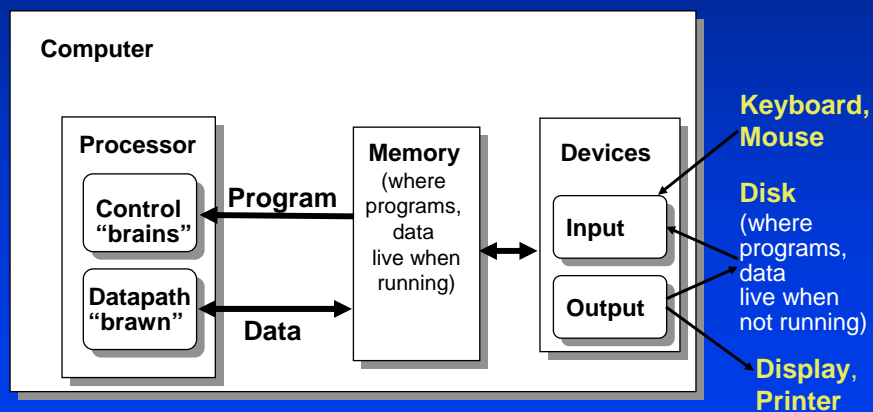 Computer
Processor
Control
“brains”
Datapath
“brawn”
Program
Data
Memory
(where
programs,
data
live when
running)
Devices
Input
Output
Keyboard,
Mouse
Disk
(where
programs,
data
live when
not running)
Display,
Printer